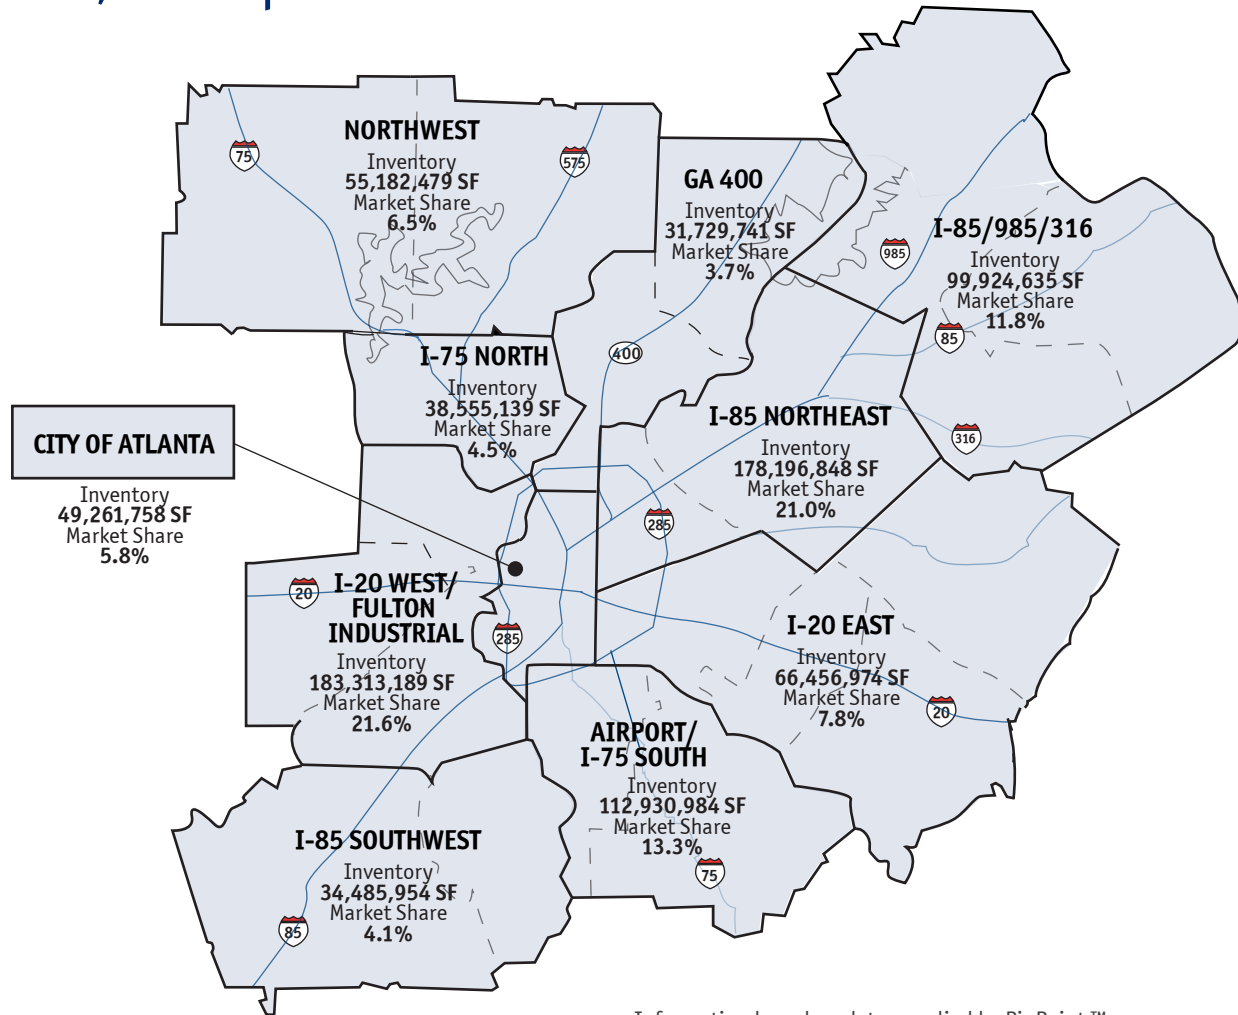 NORTHWEST
Inventory
55,182,479 SF
Market Share
6.5%
75
575
GA 400
Inventory
31,729,741 SF
Market Share
3.7%
I-85/985/316
Inventory
99,924,635 SF
Market Share
11.8%
985
85
316
400
I-75 NORTH
Inventory
38,555,139 SF
Market Share
4.5%
I-85 NORTHEAST
Inventory
178,196,848 SF
Market Share
21.0%
285
CITY OF ATLANTA
Inventory
49,261,758 SF
Market Share
5.8%
20
I-20 WEST/
FULTON
INDUSTRIAL
Inventory
183,313,189 SF
Market Share
21.6%
285
I-20 EAST
Inventory
66,456,974 SF
Market Share
7.8%
20
AIRPORT/
I-75 SOUTH
Inventory
112,930,984 SF
Market Share
13.3%
75
I-85 SOUTHWEST
Inventory
34,485,954 SF
Market Share
4.1%
85